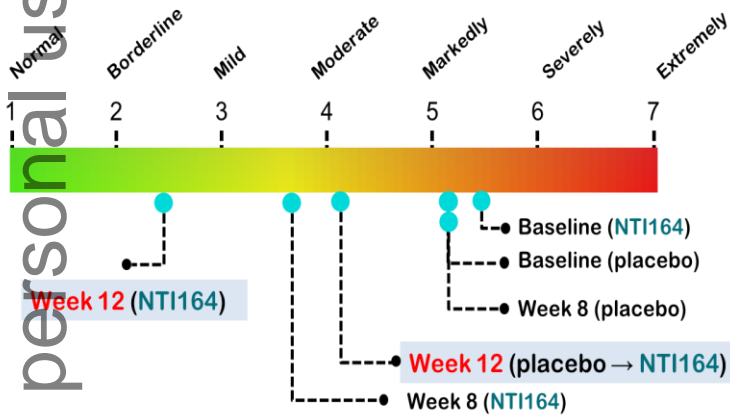 Normal
Borderline
Mild
Moderate
Markedly
Severely
Extremely
1 2 3 4 5 6 7
Baseline (NTI164)
Baseline (placebo)
Week 12 (NTI164)
Week 8 (placebo)
Week 12 (placebo → NTI164)
Week 8 (NTI164)
personal us